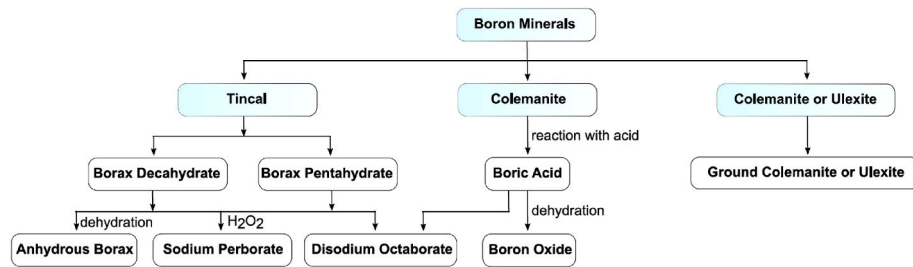 Boron Minerals
Tincal
Colemanite
Colemanite or Ulexite
reaction with acid
Borax Decahydrate
Borax Pentahydrate
Boric Acid
Ground Colemanite or Ulexite
dehydration
H2O2
dehydration
Anhydrous Borax
Sodium Perborate
Disodium Octaborate
Boron Oxide